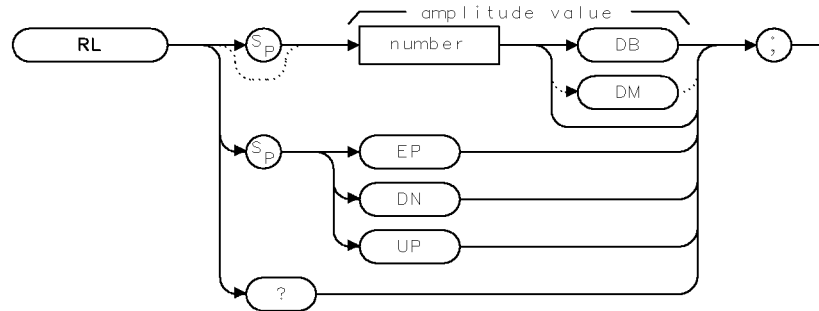 amplitude value
RL SP number DB ;
DM
SP EP
DN
UP
?